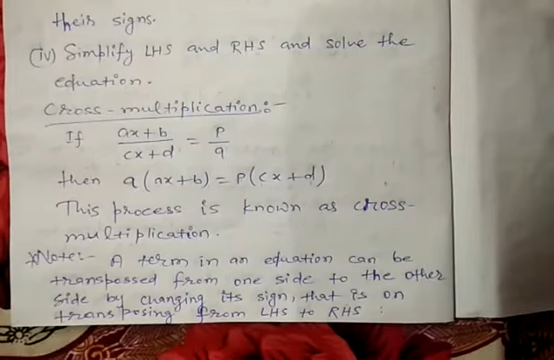 their signs.
(iv) Simplify LHS and RHS and solve the
equation.
Cross-multiplication:-
If ax+b/cx+d = p/q
then q(ax+b) = p(cx+d)
This process is known as cross-
multiplication.
*Note:- A term in an equation can be
transpossed from one side to the other
side by changing its sign, that is on
transposing from LHS to RHS :